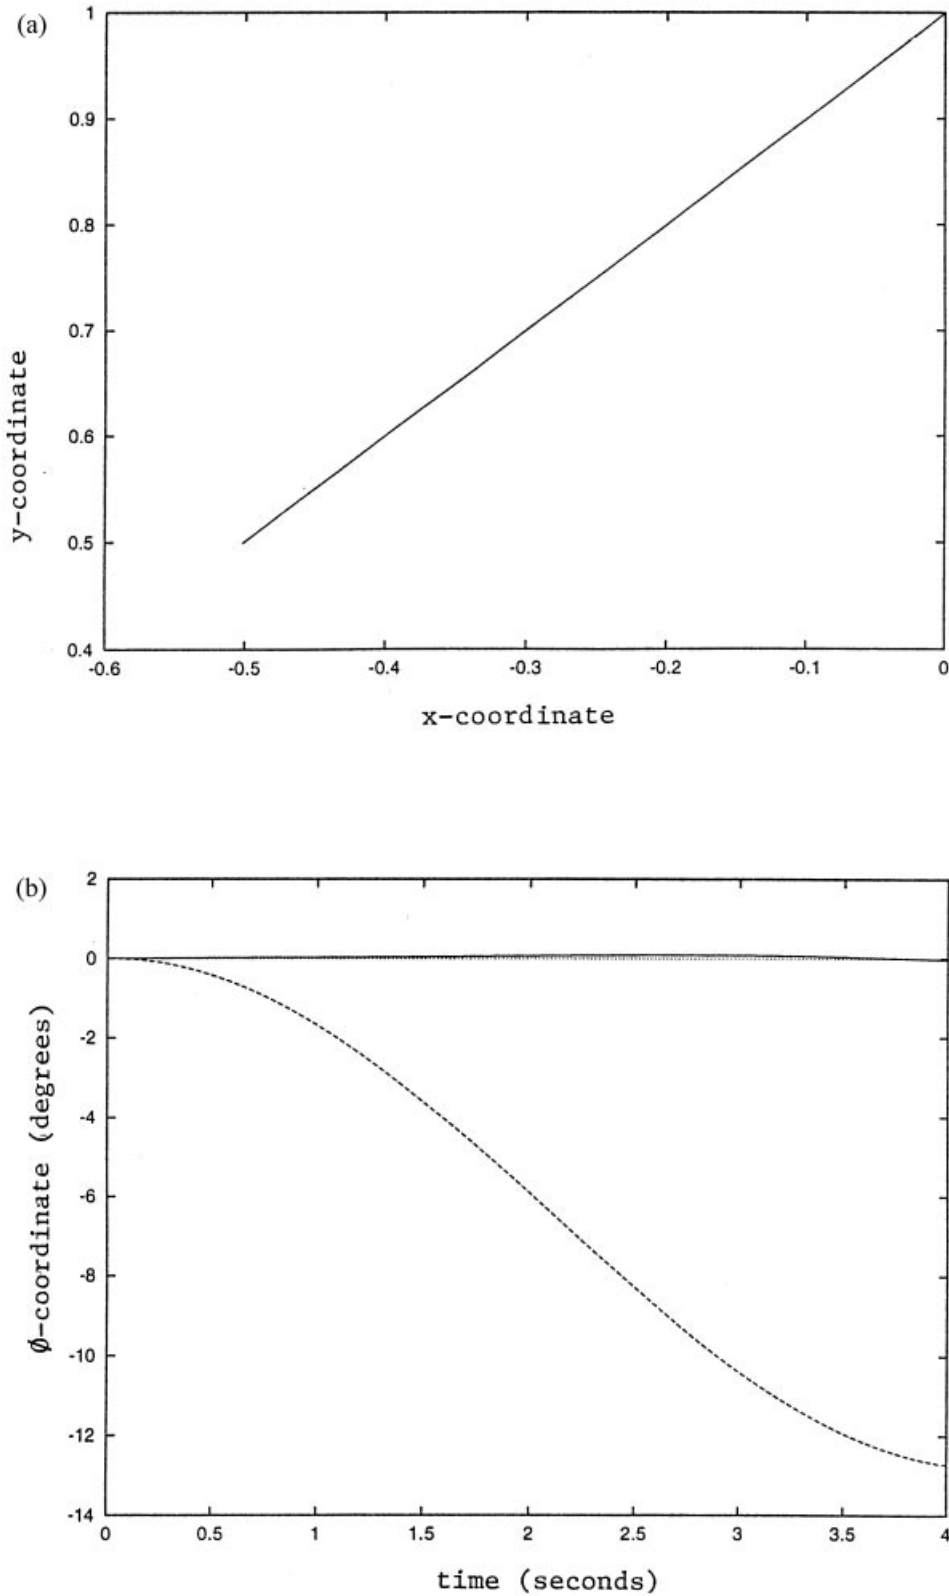 (a)
1
0.9
0.8
0.7
0.6
0.5
0.4
y-coordinate
-0.6 -0.5 -0.4 -0.3 -0.2 -0.1 0
x-coordinate
(b)
2
0
-2
-4
-6
-8
-10
-12
-14
ø-coordinate (degrees)
0 0.5 1 1.5 2 2.5 3 3.5 4
time (seconds)